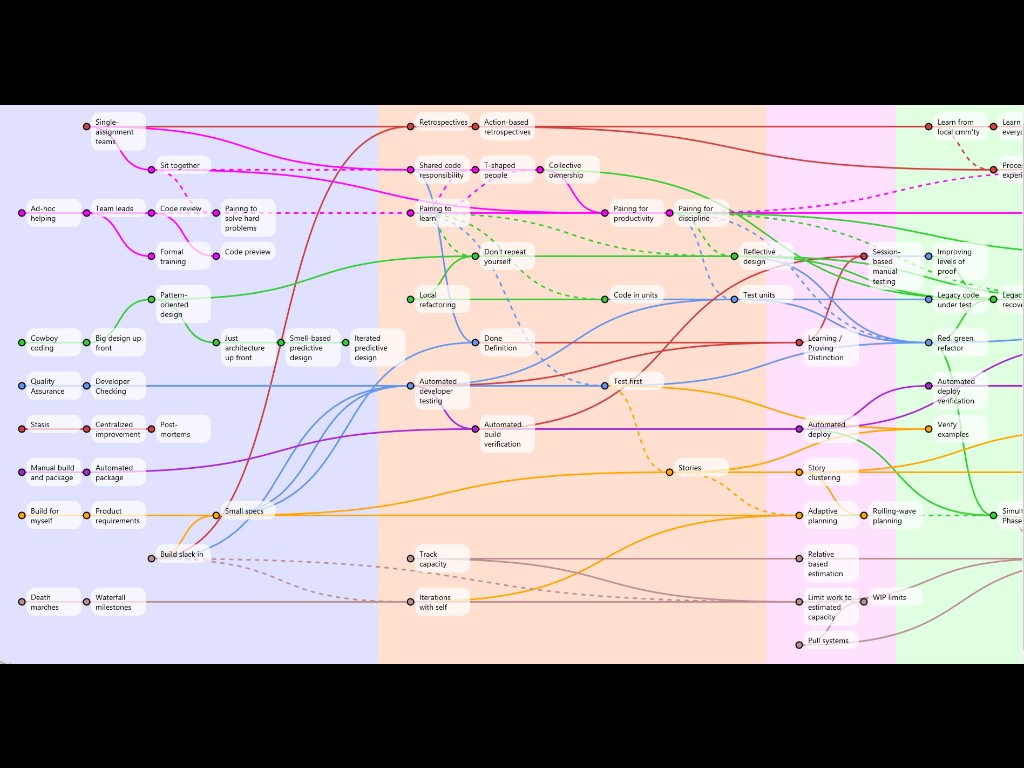 Single-
assignment
teams
Retrospectives
Action-based
retrospectives
Learn from
local cmm'ty
Learn
Sit together
Shared code
responsibility
T-shaped
people
Collective
ownership
Ad-hoc
helping
Team leads
Code review
Pairing to
solve hard
problems
Pairing to
learn
Pairing for
productivity
Pairing for
discipline
Formal
training
Code review
Don't repeat
yourself
Reflective
design
Session-
based
manual
testing
Improving
levels of
proof
Pattern-
oriented
design
Local
refactoring
Code in units
Test units
Legacy code
under test
Cowboy
coding
Big design up
front
Just
architecture
up front
Smell-based
predictive
design
Iterated
predictive
design
Done
Definition
Learning /
Proving
Distinction
Red, green,
refactor
Quality
Assurance
Developer
Checking
Automated
developer
testing
Test first
Automated
deploy
verification
Stasis
Centralized
improvement
Post-
mortems
Automated
build
verification
Automated
deploy
Verify
examples
Manual build
and package
Automated
package
Stories
Story
clustering
Build for
myself
Product
requirements
Small specs
Adaptive
planning
Rolling-wave
planning
Simult
Phase
Build slack in
Track
capacity
Relative
based
estimation
Death
marches
Waterfall
milestones
Iterations
with self
Limit work to
estimated
capacity
WIP limits
Pull systems